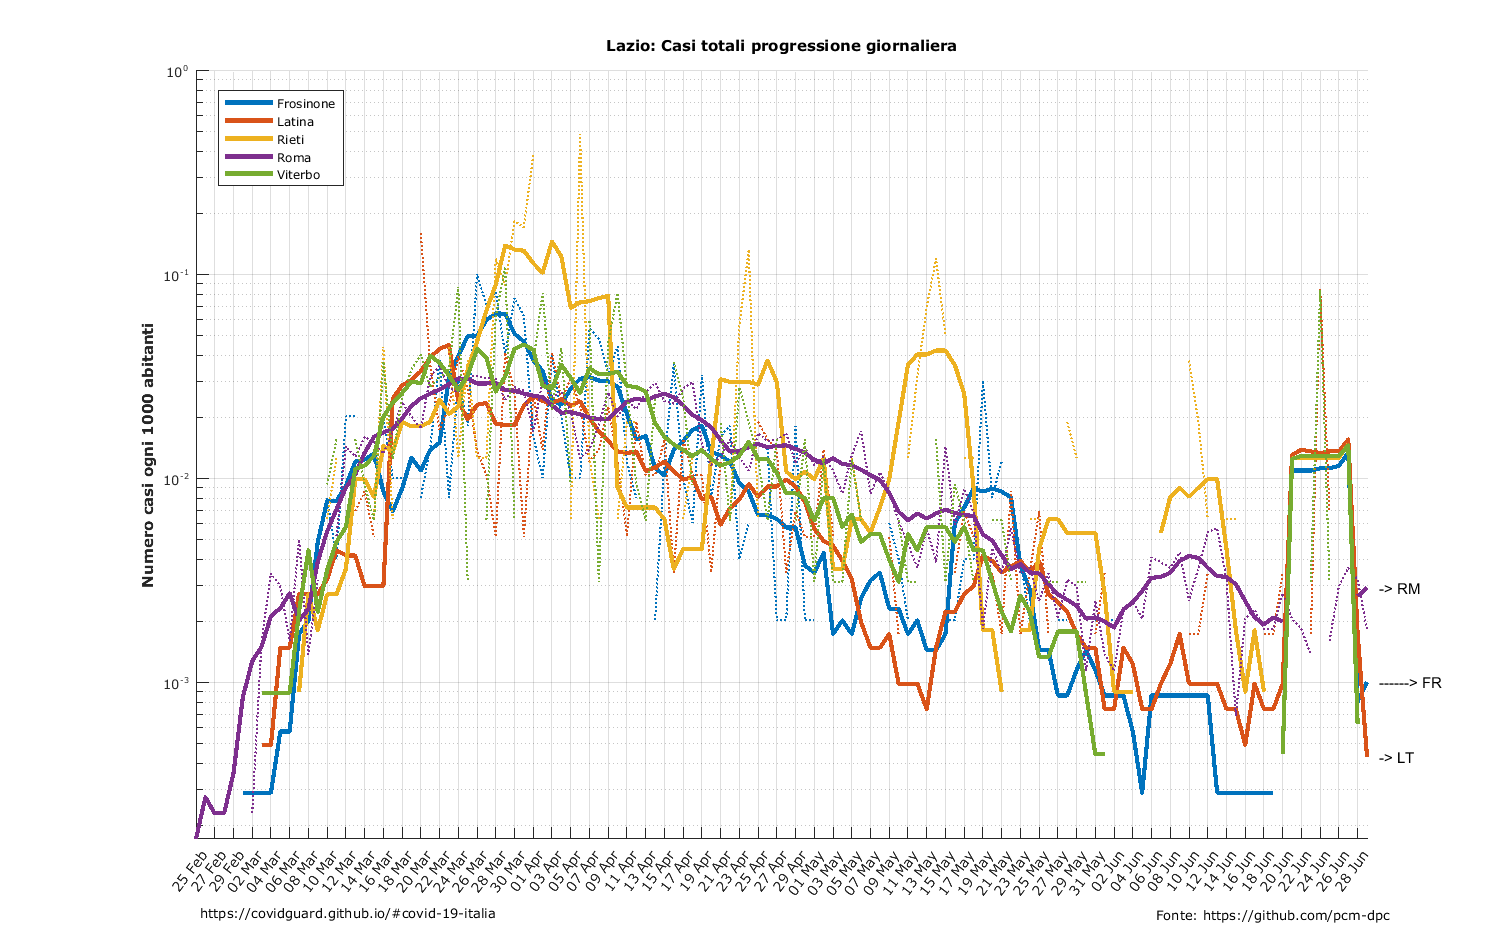 Lazio: Casi totali progressione giornaliera
10^0
10^-1
10^-2
10^-3
Numero casi ogni 1000 abitanti
Frosinone
Latina
Rieti
Roma
Viterbo
-> RM
------> FR
-> LT
25 Feb
27 Feb
29 Feb
02 Mar
04 Mar
06 Mar
08 Mar
10 Mar
12 Mar
14 Mar
16 Mar
18 Mar
20 Mar
22 Mar
24 Mar
26 Mar
28 Mar
30 Mar
01 Apr
03 Apr
05 Apr
07 Apr
09 Apr
11 Apr
13 Apr
15 Apr
17 Apr
19 Apr
21 Apr
23 Apr
25 Apr
27 Apr
29 Apr
01 May
03 May
05 May
07 May
09 May
11 May
13 May
15 May
17 May
19 May
21 May
23 May
25 May
27 May
29 May
31 May
02 Jun
04 Jun
06 Jun
08 Jun
10 Jun
12 Jun
14 Jun
16 Jun
18 Jun
20 Jun
22 Jun
24 Jun
26 Jun
28 Jun
https://covidguard.github.io/#covid-19-italia
Fonte: https://github.com/pcm-dpc